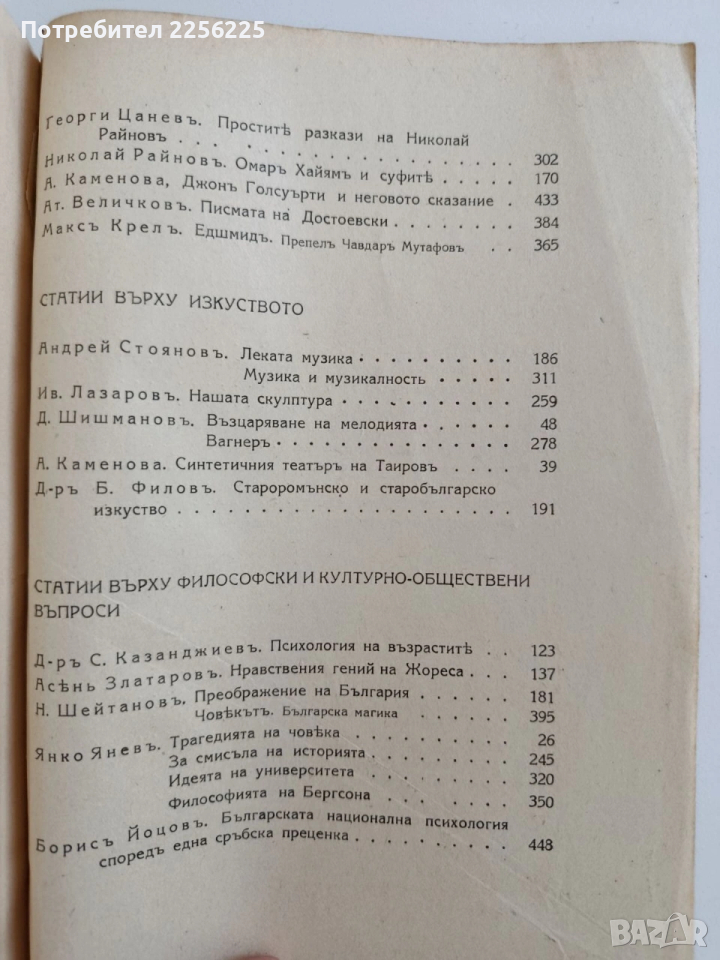 Потребител 2256225
Георги Цаневъ. Проститѣ разкази на Николай
Райновъ . . . . . . . . . . . . . . . . . 302
Николай Райновъ. Омаръ Хайямъ и суфитѣ . . . . . 170
А. Каменова, Джонъ Голсуърти и неговото сказание . 433
Ат. Величковъ. Писмата на Достоевски . . . . . . . 384
Максъ Крелъ. Едшмидъ. Препелъ Чавдаръ Мутафовъ . . 365
СТАТИИ ВЪРХУ ИЗКУСТВОТО
Андрей Стояновъ. Леката музика . . . . . . . . . . 186
Музика и музикалность . . . . . 311
Ив. Лазаровъ. Нашата скулптура . . . . . . . . . . . 259
Д. Шишмановъ. Възцаряване на мелодията . . . . . . 48
Вагнеръ . . . . . . . . . . . . . 278
А. Каменова. Синтетичния театъръ на Таировъ . . . . 39
Д-ръ Б. Филовъ. Староромънско и старобългарско
изкуство . . . . . . . . . . . . . . . . . . . . 191
СТАТИИ ВЪРХУ ФИЛОСОФСКИ И КУЛТУРНО-ОБЩЕСТВЕНИ
ВЪПРОСИ
Д-ръ С. Казанджиевъ. Психология на възраститѣ . . 123
Асѣнь Златаровъ. Нравствения гений на Жореса . . . 137
Н. Шейтановъ. Преображение на България . . . . . . 181
Човѣкътъ. Българска магика . . . . . . 395
Янко Яневъ. Трагедията на човѣка . . . . . . . . . . 26
За смисъла на историята . . . . . . . . 245
Идеята на университета . . . . . . . . 320
Философията на Бергсона . . . . . . . 350
Борисъ Йоцовъ. Българската национална психология
споредъ една сръбска преценка . . . . . . . . . . 448
BAZAR